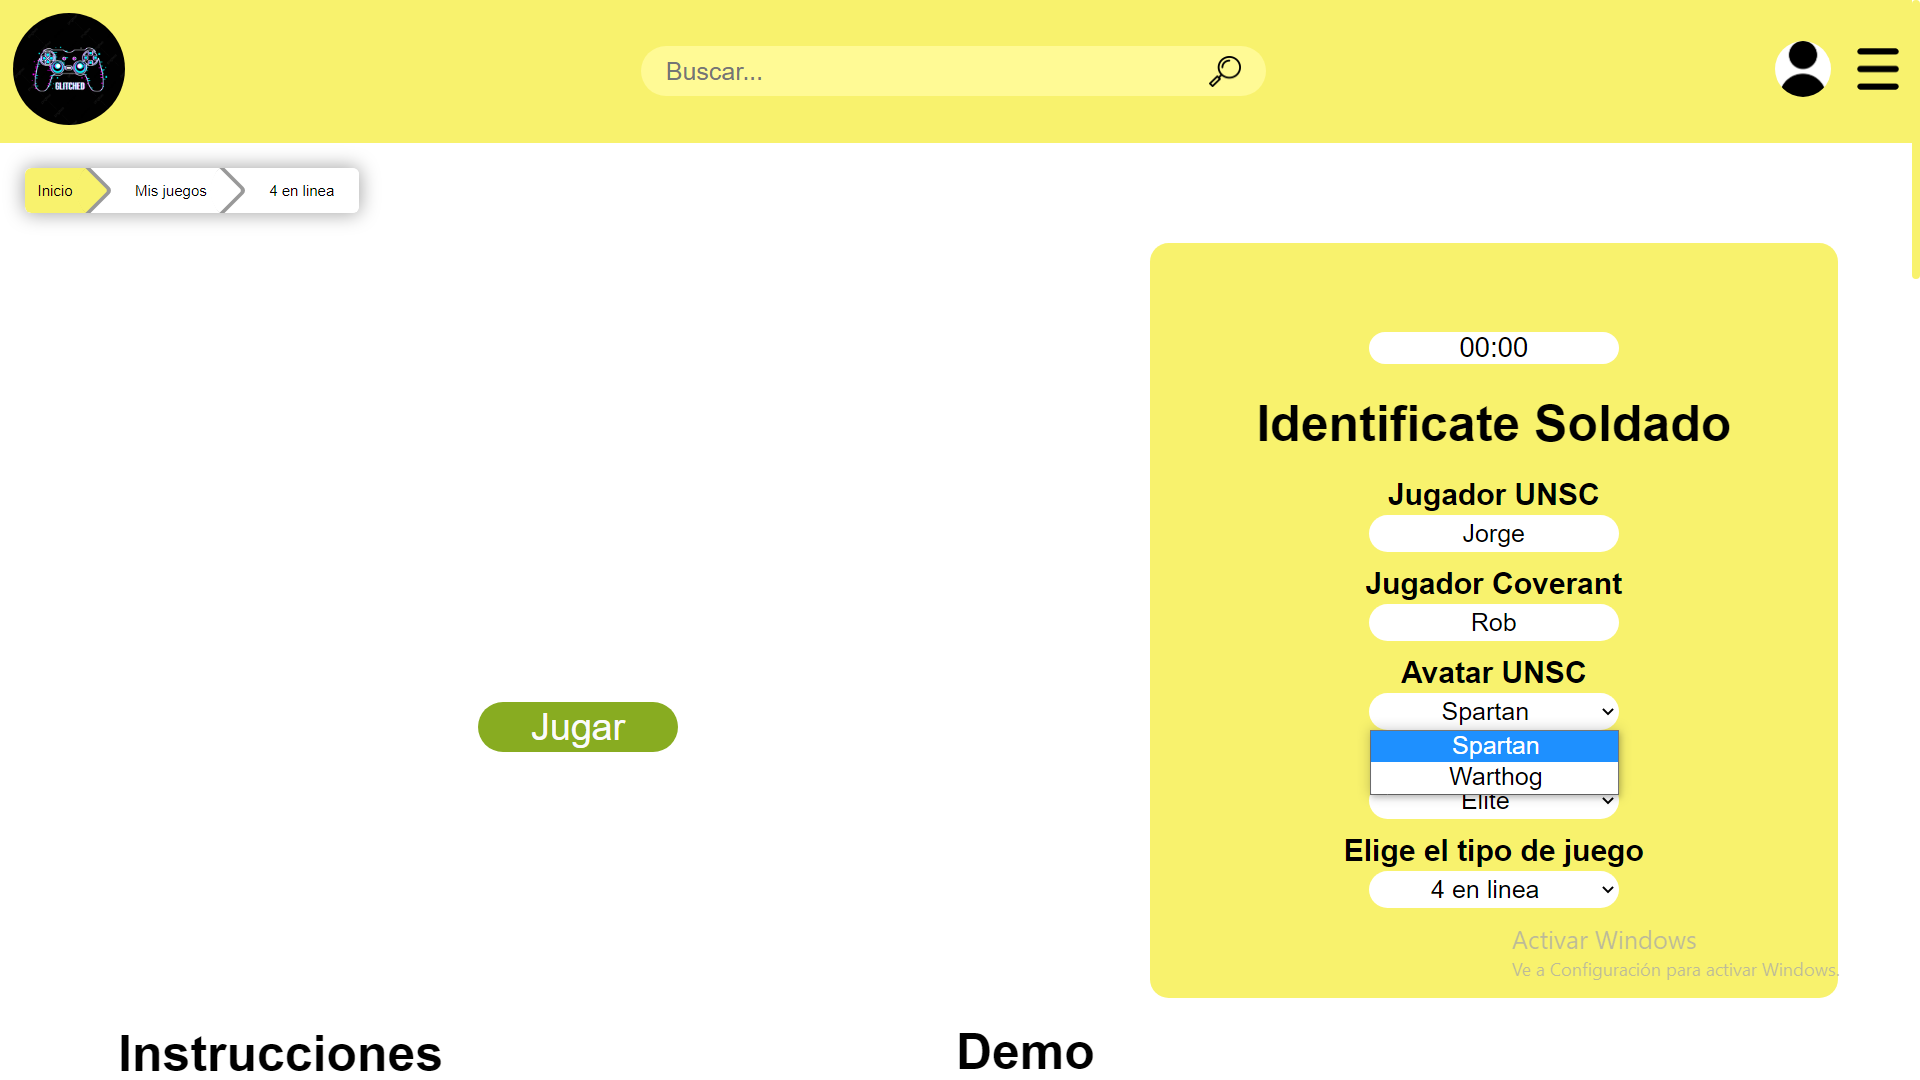 GLITCHED
Buscar...
Inicio
Mis juegos
4 en linea
00:00
Identificate Soldado
Jugador UNSC
Jorge
Jugador Coverant
Rob
Avatar UNSC
Spartan
Spartan
Warthog
Elite
Elige el tipo de juego
4 en linea
Jugar
Activar Windows
Ve a Configuración para activar Windows.
Instrucciones
Demo